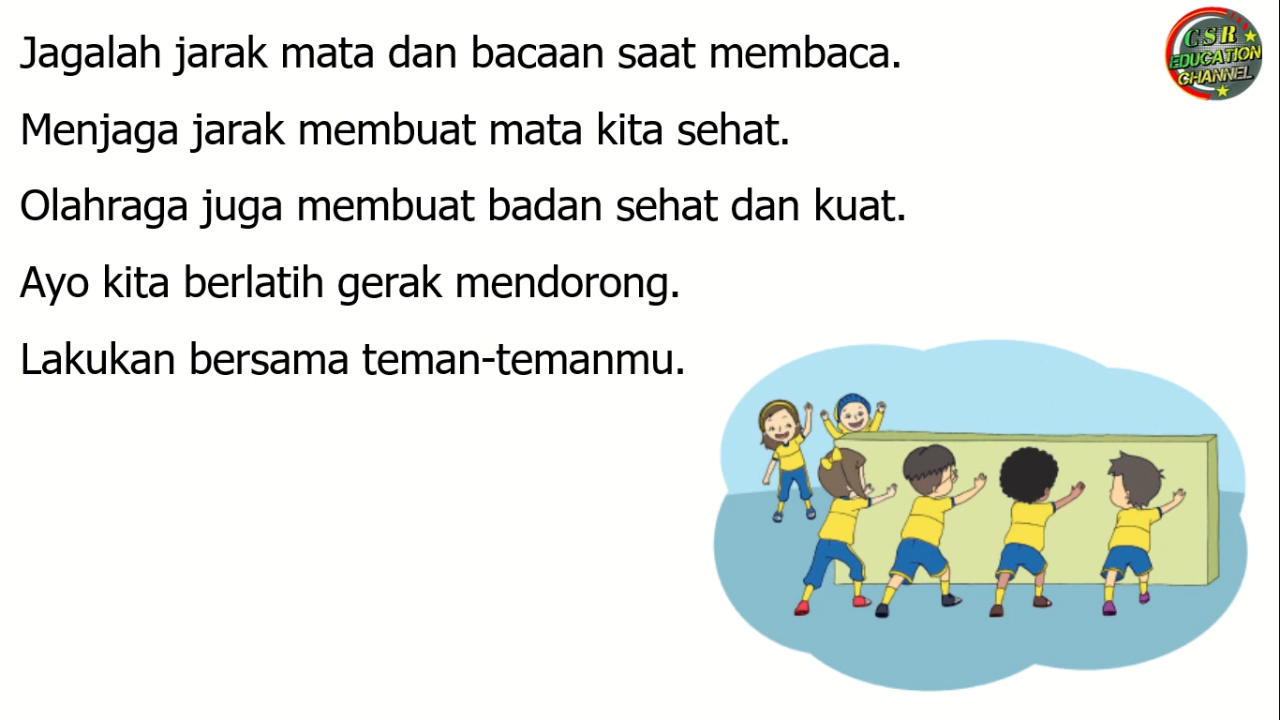 Jagalah jarak mata dan bacaan saat membaca.
Menjaga jarak membuat mata kita sehat.
Olahraga juga membuat badan sehat dan kuat.
Ayo kita berlatih gerak mendorong.
Lakukan bersama teman-temanmu.
CSR
EDUCATION
CHANNEL